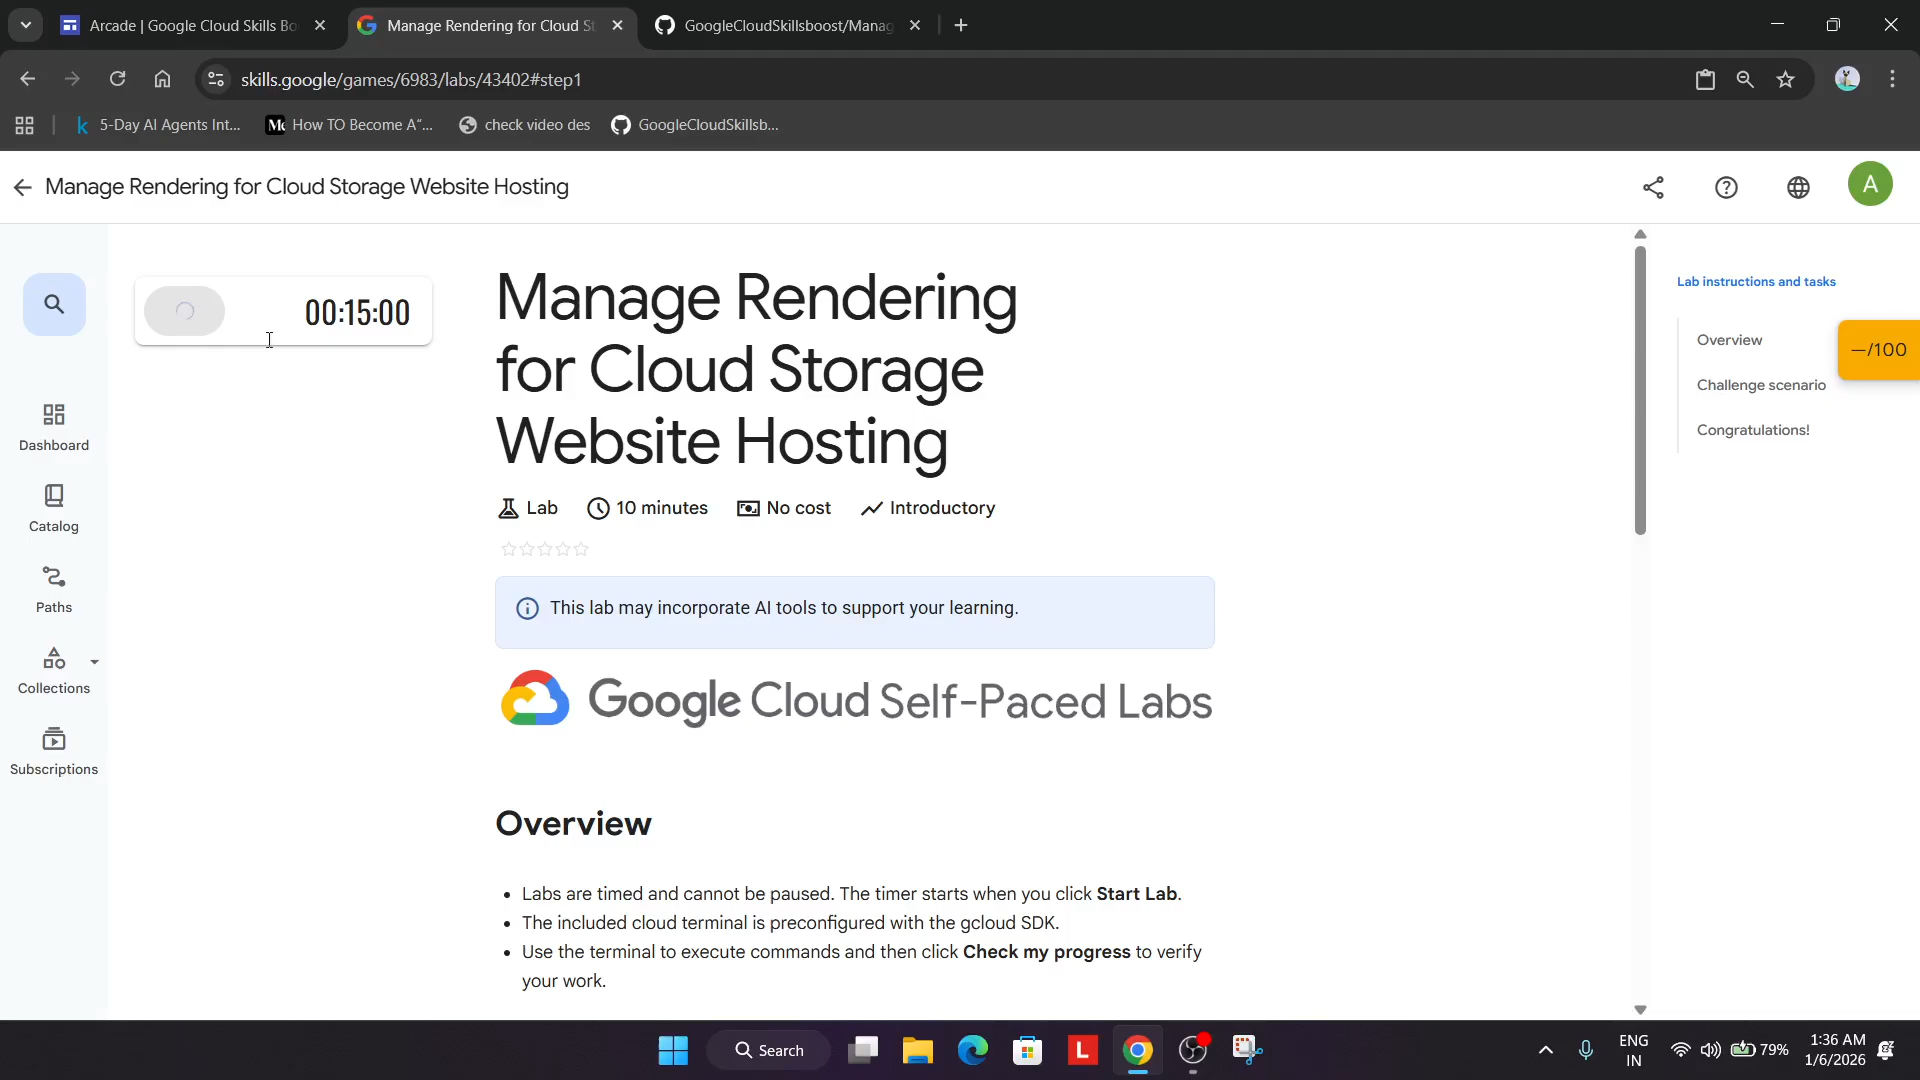 Arcade | Google Cloud Skills Bo
Manage Rendering for Cloud St
GoogleCloudSkillsboost/Manag
skills.google/games/6983/labs/43402#step1
5-Day AI Agents Int...
How TO Become A“...
check video des
GoogleCloudSkillsb...
Manage Rendering for Cloud Storage Website Hosting
A
00:15:00
Manage Rendering
for Cloud Storage
Website Hosting
Lab
10 minutes
No cost
Introductory
This lab may incorporate AI tools to support your learning.
Google Cloud Self-Paced Labs
Overview
Labs are timed and cannot be paused. The timer starts when you click Start Lab.
The included cloud terminal is preconfigured with the gcloud SDK.
Use the terminal to execute commands and then click Check my progress to verify
your work.
Dashboard
Catalog
Paths
Collections
Subscriptions
Lab instructions and tasks
Overview
Challenge scenario
Congratulations!
—/100
Search
ENG
IN
79%
1:36 AM
1/6/2026